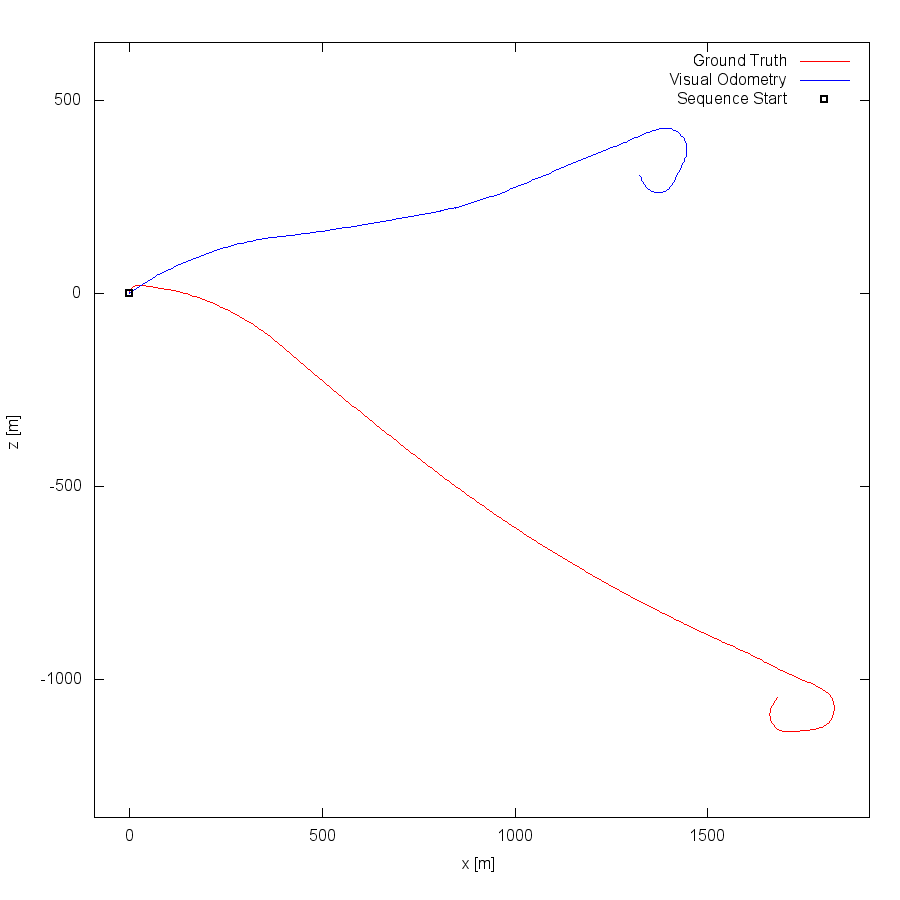 Ground Truth
Visual Odometry
Sequence Start
500
0
-500
-1000
z [m]
0 500 1000 1500
x [m]